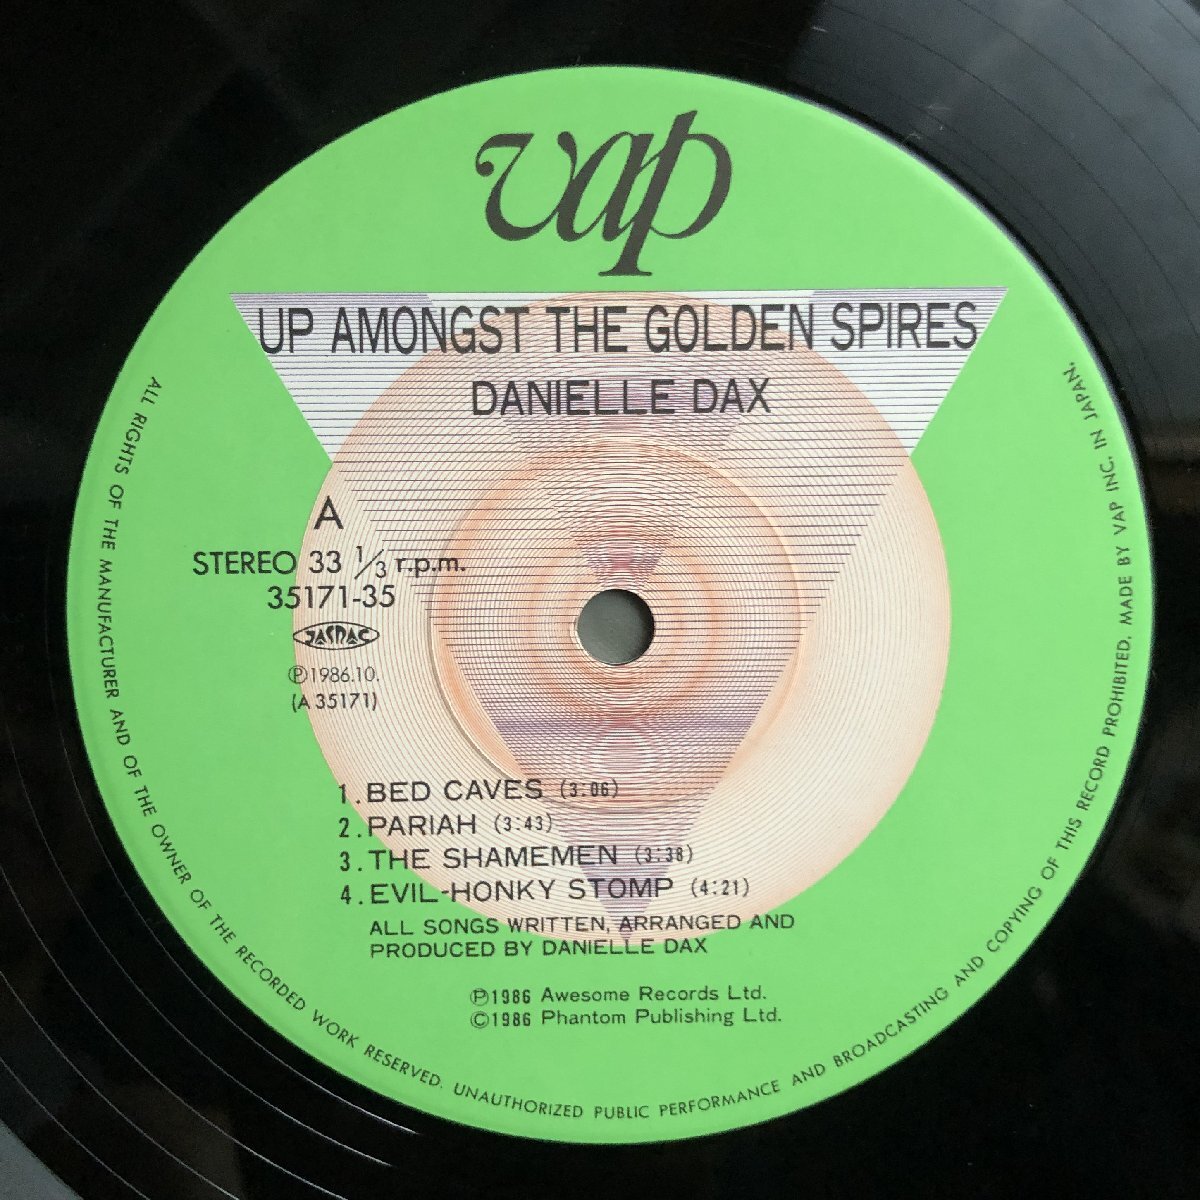 vap
UP AMONGST THE GOLDEN SPIRES
DANIELLE DAX
A
STEREO 33 1/3 r.p.m.
35171-35
JASRAC
Ⓟ1986.10.
(A 35171)
1. BED CAVES (3:06)
2. PARIAH (3:43)
3. THE SHAMEMEN (3:38)
4. EVIL-HONKY STOMP (4:21)
ALL SONGS WRITTEN, ARRANGED AND
PRODUCED BY DANIELLE DAX
Ⓟ1986 Awesome Records Ltd.
©1986 Phantom Publishing Ltd.
ALL RIGHTS OF THE MANUFACTURER AND OF THE OWNER OF THE RECORDED WORK RESERVED. UNAUTHORIZED PUBLIC PERFORMANCE AND BROADCASTING AND COPYING OF THIS RECORD PROHIBITED. MADE BY VAP INC. IN JAPAN.